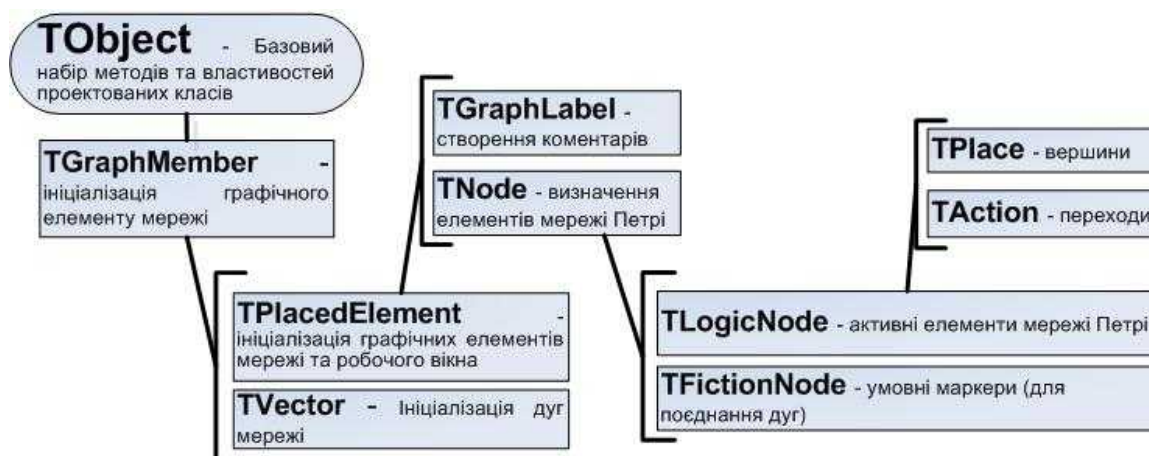 TObject - Базовий
набір методів та властивостей
проектованих класів
TGraphMember -
ініціалізація графічного
елементу мережі
TGraphLabel -
створення коментарів
TNode - визначення
елементів мережі Петрі
TPlace - вершини
TAction - переходи
TPlacedElement -
ініціалізація графічних елементів
мережі та робочого вікна
TVector - Ініціалізація дуг
мережі
TLogicNode - активні елементи мережі Петрі
TFictionNode - умовні маркери (для
поєднання дуг)